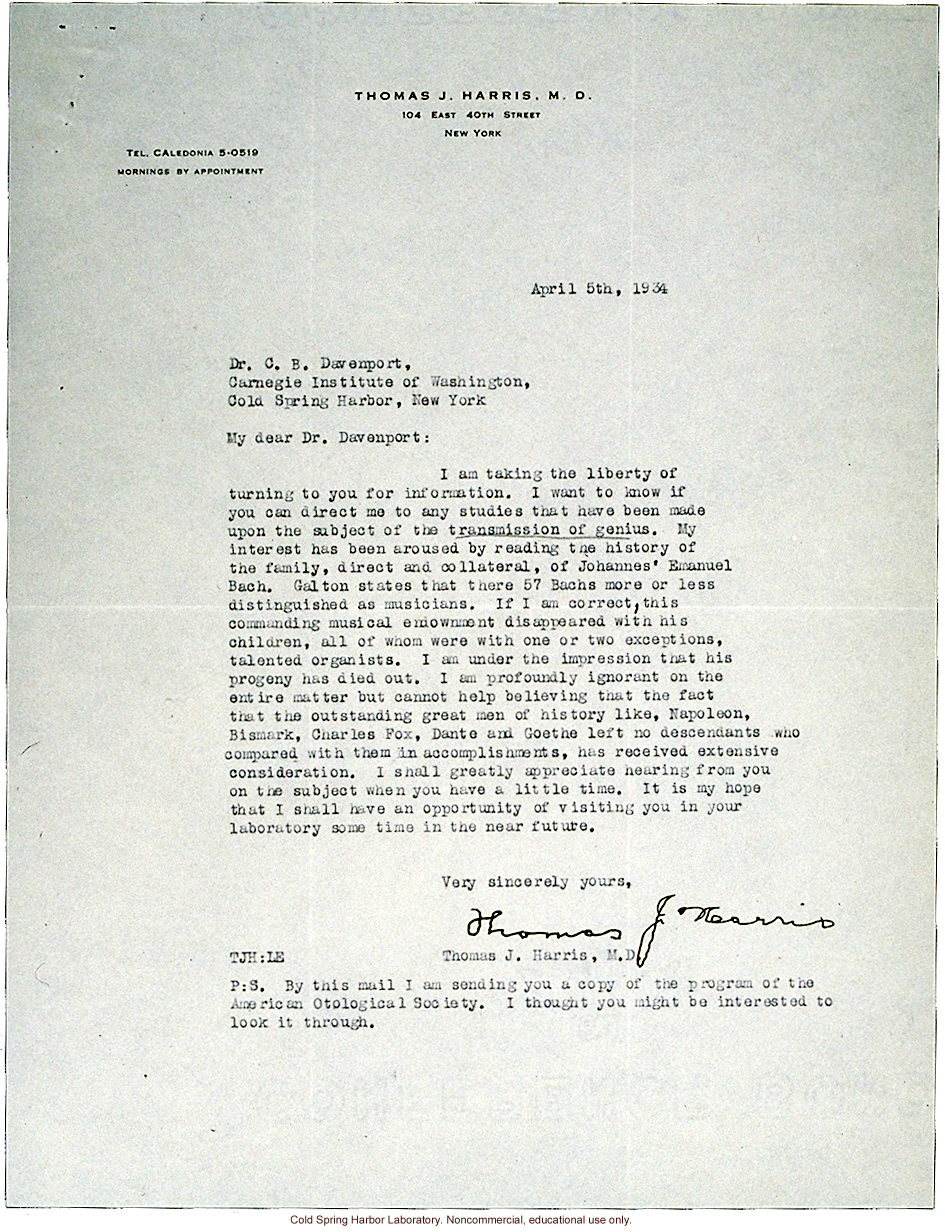 THOMAS J. HARRIS, M. D.
104 EAST 40TH STREET
NEW YORK
TEL. CALEDONIA 5-0519
MORNINGS BY APPOINTMENT
April 5th, 1934
Dr. C. B. Davenport,
Carnegie Institute of Washington,
Cold Spring Harbor, New York
My dear Dr. Davenport:
I am taking the liberty of
turning to you for information. I want to know if
you can direct me to any studies that have been made
upon the subject of the transmission of genius. My
interest has been aroused by reading the history of
the family, direct and collateral, of Johannes' Emanuel
Bach. Galton states that there 57 Bachs more or less
distinguished as musicians. If I am correct, this
commanding musical endownment disappeared with his
children, all of whom were with one or two exceptions,
talented organists. I am under the impression that his
progeny has died out. I am profoundly ignorant on the
entire matter but cannot help believing that the fact
that the outstanding great men of history like, Napoleon,
Bismark, Charles Fox, Dante and Goethe left no descendants who
compared with them in accomplishments, has received extensive
consideration. I shall greatly appreciate hearing from you
on the subject when you have a little time. It is my hope
that I shall have an opportunity of visiting you in your
laboratory some time in the near future.
Very sincerely yours,
Thomas J Harris
TJH:LE Thomas J. Harris, M.D.
P:S. By this mail I am sending you a copy of the program of the
American Otological Society. I thought you might be interested to
look it through.
Cold Spring Harbor Laboratory. Noncommercial, educational use only.